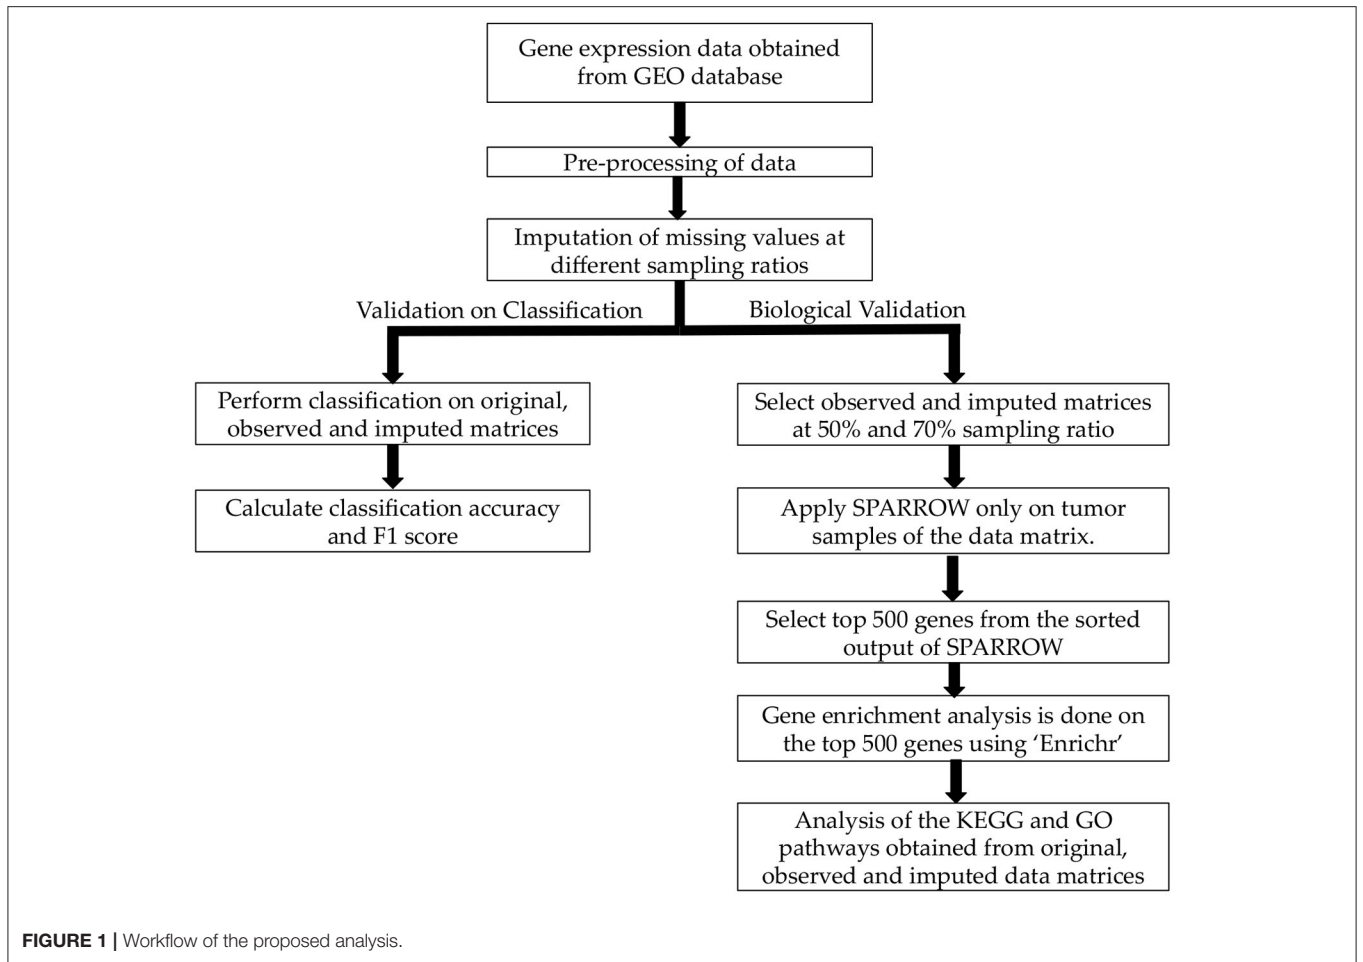 Gene expression data obtained
from GEO database
Pre-processing of data
Imputation of missing values at
different sampling ratios
Validation on Classification
Biological Validation
Perform classification on original,
observed and imputed matrices
Calculate classification accuracy
and F1 score
Select observed and imputed matrices
at 50% and 70% sampling ratio
Apply SPARROW only on tumor
samples of the data matrix.
Select top 500 genes from the sorted
output of SPARROW
Gene enrichment analysis is done on
the top 500 genes using ‘Enrichr’
Analysis of the KEGG and GO
pathways obtained from original,
observed and imputed data matrices
FIGURE 1 | Workflow of the proposed analysis.